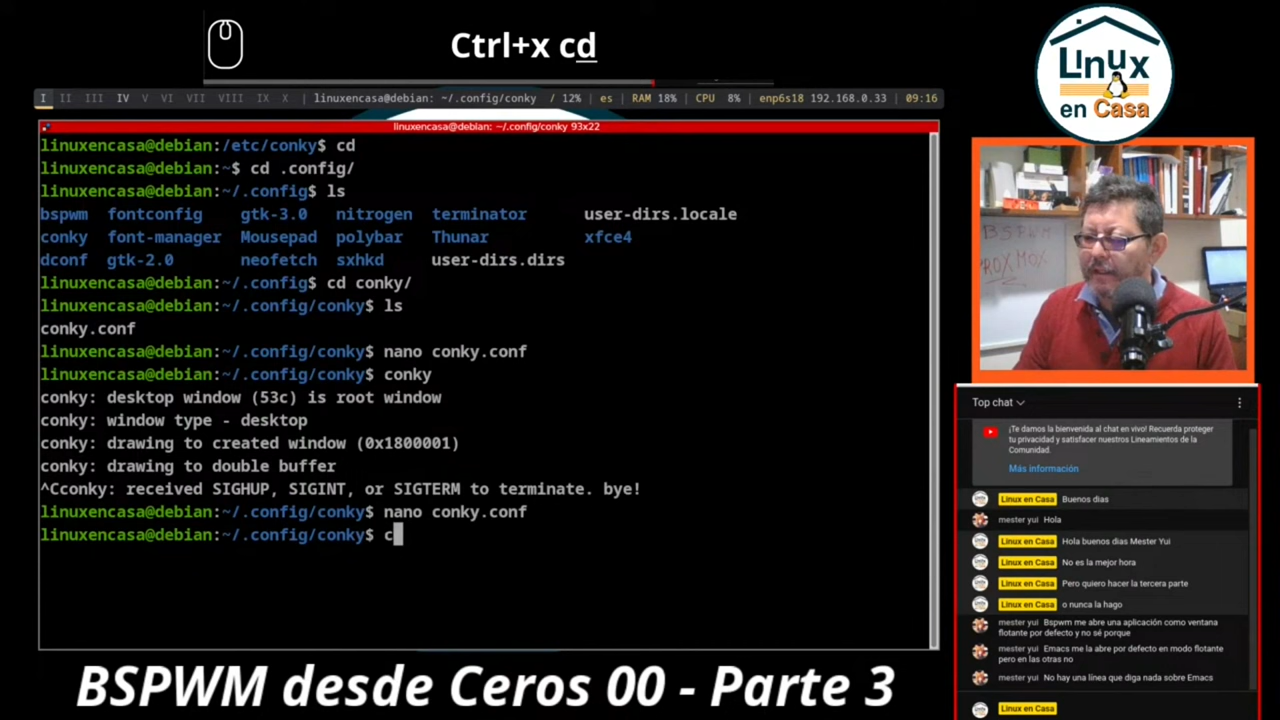 Ctrl+x cd
Linux
en Casa
I II III IV V VI VII VIII IX X | linuxencasa@debian: ~/.config/conky / 12% | es | RAM 18% | CPU 8% | enp6s18 192.168.0.33 | 09:16
linuxencasa@debian: ~/.config/conky 93x22
linuxencasa@debian:/etc/conky$ cd
linuxencasa@debian:~$ cd .config/
linuxencasa@debian:~/.config$ ls
bspwm fontconfig gtk-3.0 nitrogen terminator user-dirs.locale
conky font-manager Mousepad polybar Thunar xfce4
dconf gtk-2.0 neofetch sxhkd user-dirs.dirs
linuxencasa@debian:~/.config$ cd conky/
linuxencasa@debian:~/.config/conky$ ls
conky.conf
linuxencasa@debian:~/.config/conky$ nano conky.conf
linuxencasa@debian:~/.config/conky$ conky
conky: desktop window (53c) is root window
conky: window type - desktop
conky: drawing to created window (0x1800001)
conky: drawing to double buffer
^Cconky: received SIGHUP, SIGINT, or SIGTERM to terminate. bye!
linuxencasa@debian:~/.config/conky$ nano conky.conf
linuxencasa@debian:~/.config/conky$ c
BSPWM
PROXMOX
Top chat
¡Te damos la bienvenida al chat en vivo! Recuerda proteger
tu privacidad y satisfacer nuestros Lineamientos de la
Comunidad.
Más información
Linux en Casa Buenos dias
mester yui Hola
Linux en Casa Hola buenos dias Mester Yui
Linux en Casa No es la mejor hora
Linux en Casa Pero quiero hacer la tercera parte
Linux en Casa o nunca la hago
mester yui Bspwm me abre una aplicación como ventana
flotante por defecto y no sé porque
mester yui Emacs me la abre por defecto en modo flotante
pero en las otras no
mester yui No hay una línea que diga nada sobre Emacs
Linux en Casa
BSPWM desde Ceros 00 - Parte 3